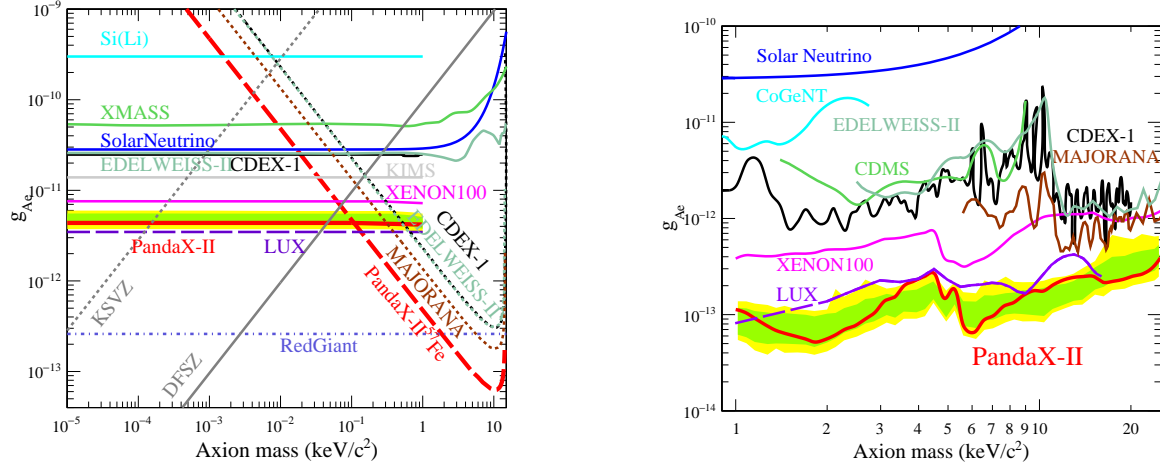 10⁻⁹
10⁻¹⁰
10⁻¹¹
10⁻¹²
10⁻¹³
g_Ae
Si(Li)
XMASS
SolarNeutrino
EDELWEISS-II
CDEX-1
KIMS
XENON100
PandaX-II
LUX
CDEX-1
EDELWEISS-II
MAJORANA
PandaX-II ⁵⁷Fe
KSVZ
RedGiant
DFSZ
10⁻⁵ 10⁻⁴ 10⁻³ 10⁻² 10⁻¹ 1 10
Axion mass (keV/c²)
10⁻¹⁰
10⁻¹¹
10⁻¹²
10⁻¹³
10⁻¹⁴
g_Ae
Solar Neutrino
CoGeNT
EDELWEISS-II
CDEX-1
MAJORANA
CDMS
XENON100
LUX
PandaX-II
1 2 3 4 5 6 7 8 9 10 20
Axion mass (keV/c²)